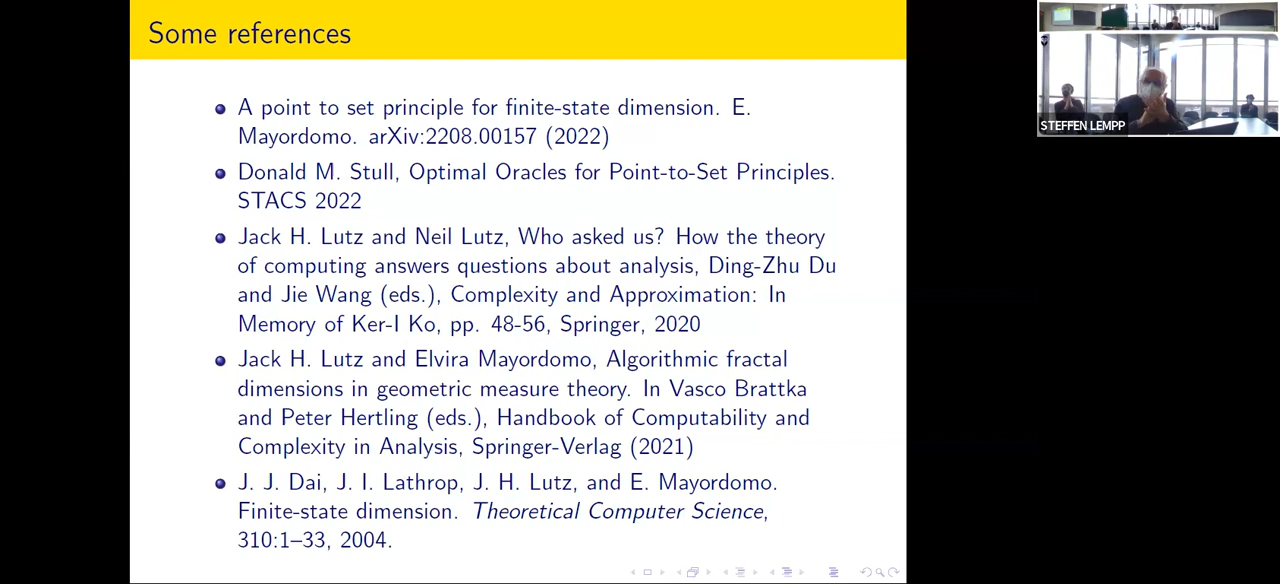 Some references
A point to set principle for finite-state dimension. E.
Mayordomo. arXiv:2208.00157 (2022)
Donald M. Stull, Optimal Oracles for Point-to-Set Principles.
STACS 2022
Jack H. Lutz and Neil Lutz, Who asked us? How the theory
of computing answers questions about analysis, Ding-Zhu Du
and Jie Wang (eds.), Complexity and Approximation: In
Memory of Ker-I Ko, pp. 48-56, Springer, 2020
Jack H. Lutz and Elvira Mayordomo, Algorithmic fractal
dimensions in geometric measure theory. In Vasco Brattka
and Peter Hertling (eds.), Handbook of Computability and
Complexity in Analysis, Springer-Verlag (2021)
J. J. Dai, J. I. Lathrop, J. H. Lutz, and E. Mayordomo.
Finite-state dimension. Theoretical Computer Science,
310:1–33, 2004.
STEFFEN LEMPP